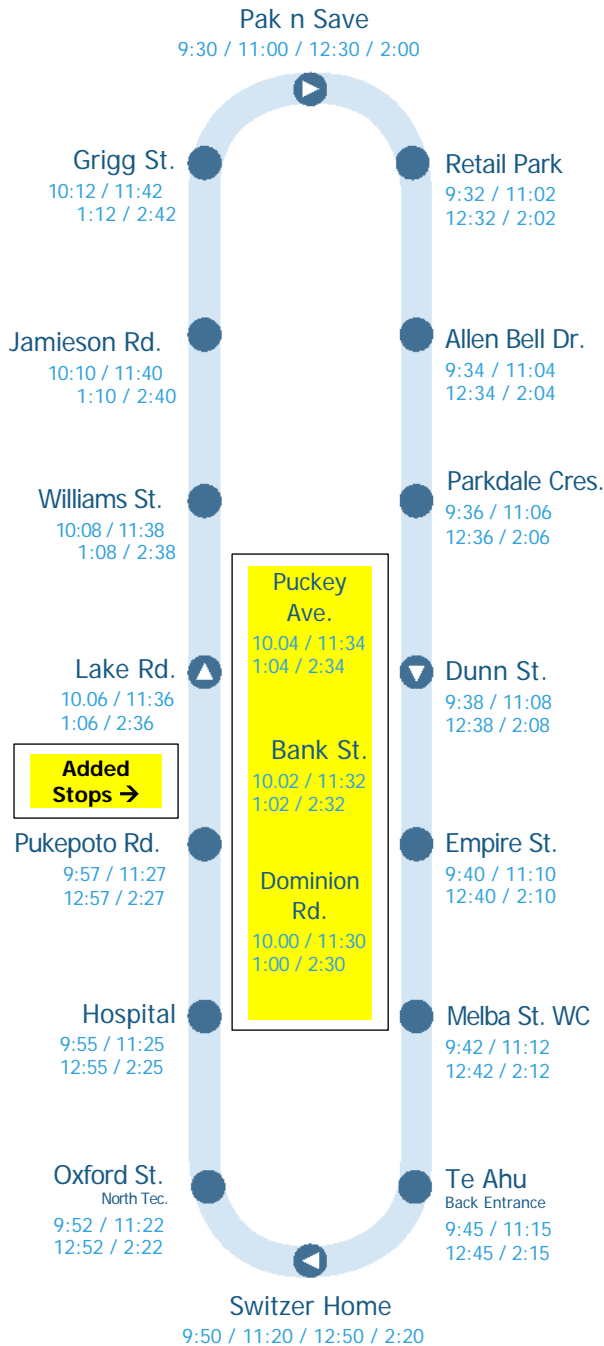 Pak n Save
9:30 / 11:00 / 12:30 / 2:00
Grigg St.
10:12 / 11:42
1:12 / 2:42
Retail Park
9:32 / 11:02
12:32 / 2:02
Jamieson Rd.
10:10 / 11:40
1:10 / 2:40
Allen Bell Dr.
9:34 / 11:04
12:34 / 2:04
Williams St.
10:08 / 11:38
1:08 / 2:38
Parkdale Cres.
9:36 / 11:06
12:36 / 2:06
Puckey
Ave.
10.04 / 11:34
1:04 / 2:34
Lake Rd.
10.06 / 11:36
1:06 / 2:36
Dunn St.
9:38 / 11:08
12:38 / 2:08
Bank St.
10.02 / 11:32
1:02 / 2:32
Added
Stops →
Pukepoto Rd.
9:57 / 11:27
12:57 / 2:27
Empire St.
9:40 / 11:10
12:40 / 2:10
Dominion
Rd.
10.00 / 11:30
1:00 / 2:30
Hospital
9:55 / 11:25
12:55 / 2:25
Melba St. WC
9:42 / 11:12
12:42 / 2:12
Oxford St.
North Tec.
9:52 / 11:22
12:52 / 2:22
Te Ahu
Back Entrance
9:45 / 11:15
12:45 / 2:15
Switzer Home
9:50 / 11:20 / 12:50 / 2:20